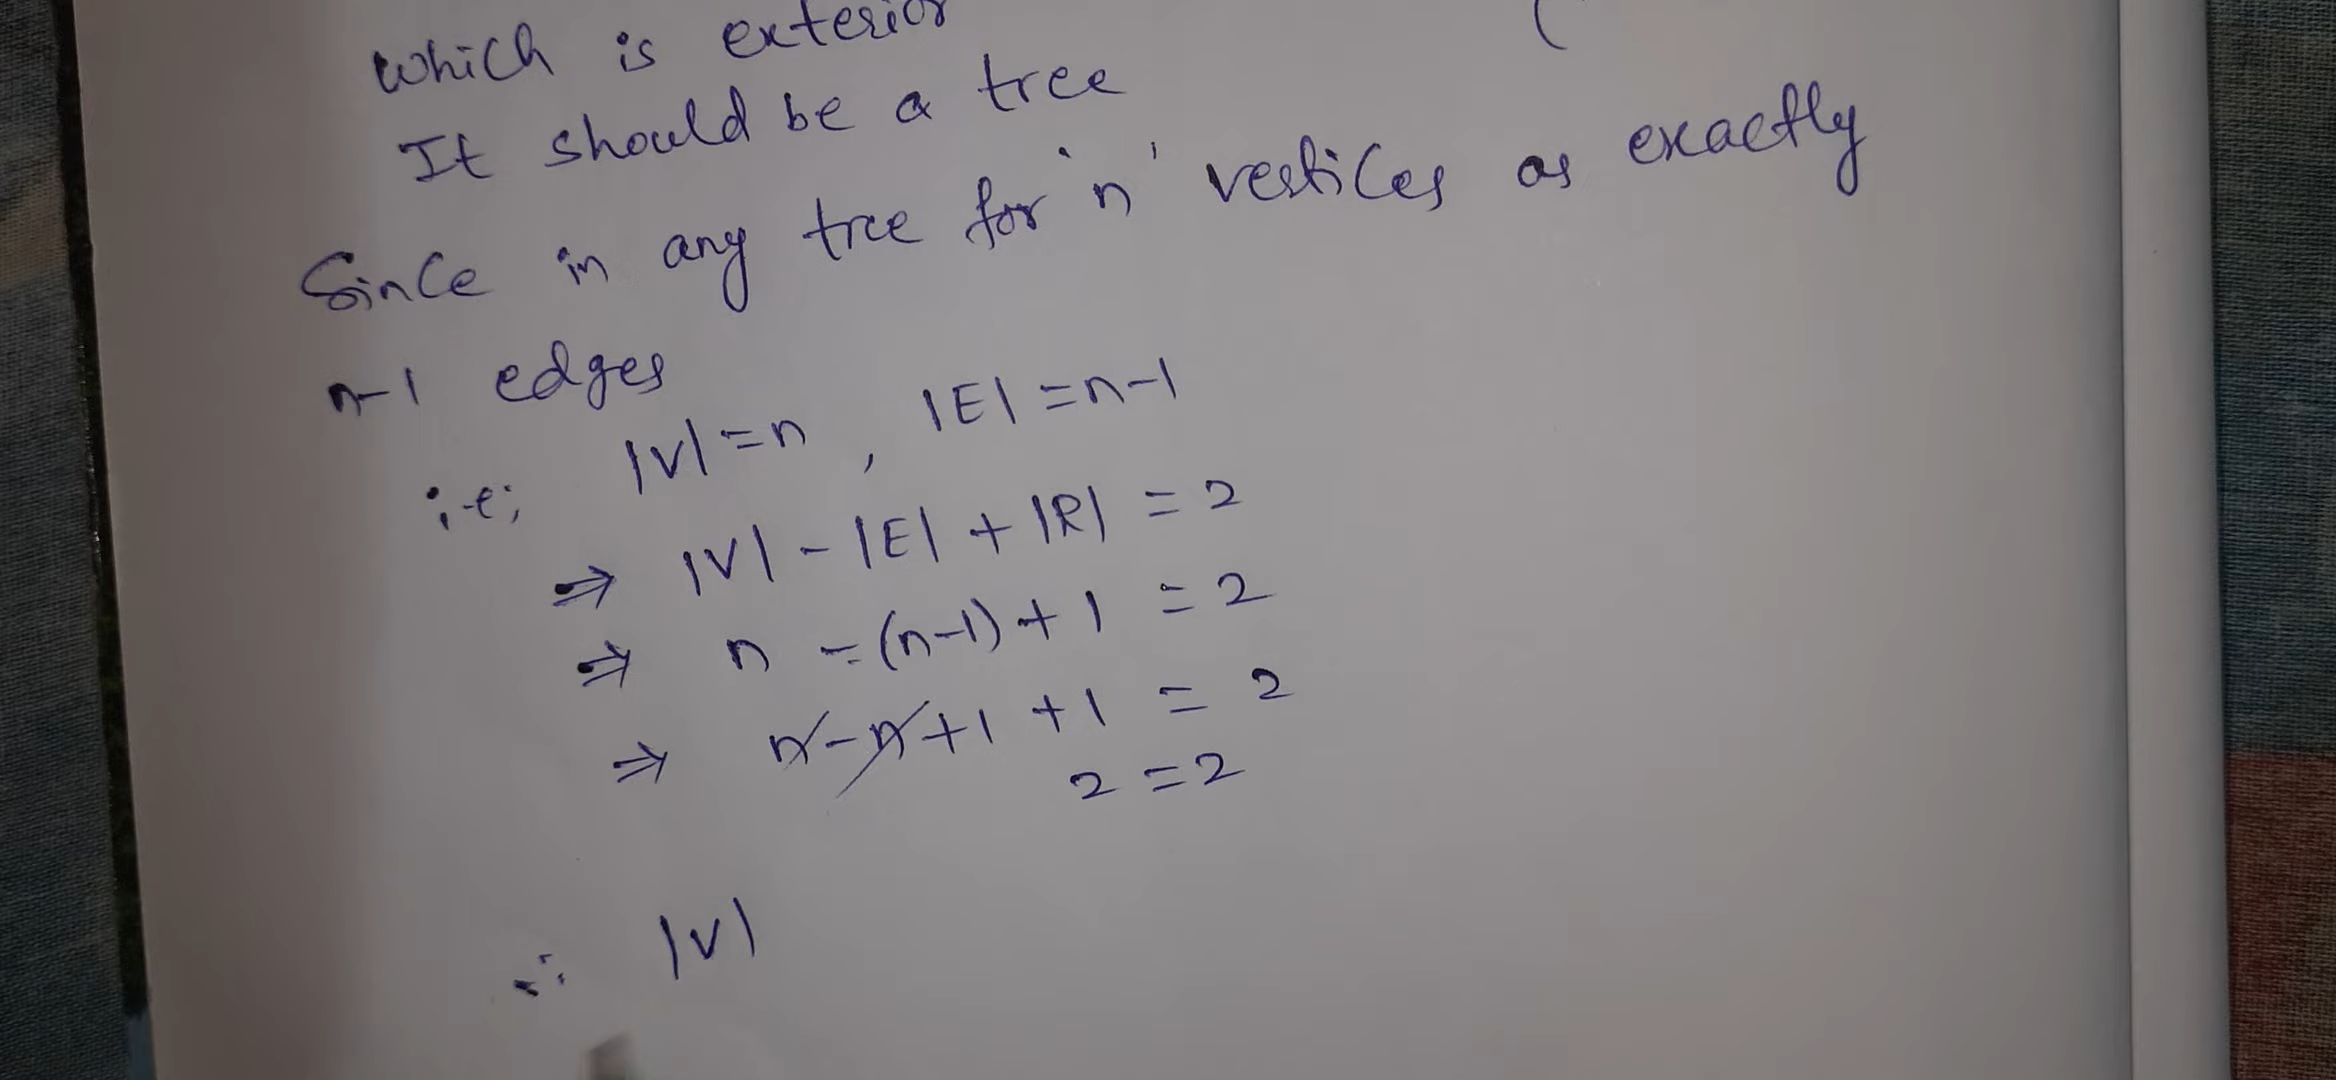 which is exterior
It should be a tree
Since in any tree for 'n' vertices as exactly
n-1 edges
i.e; |V| = n , |E| = n-1
⇒ |V| - |E| + |R| = 2
⇒ n - (n-1) + 1 = 2
⇒ n - n + 1 + 1 = 2
2 = 2
∴ |V|